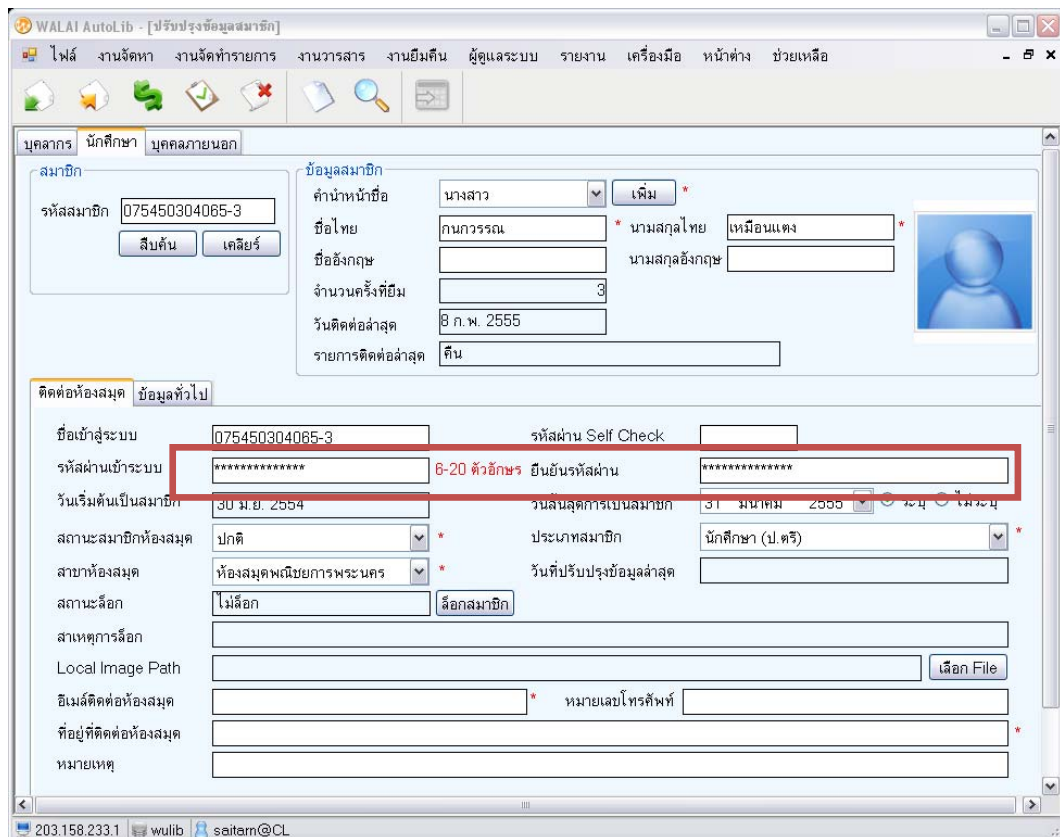 WALAI AutoLib - [ปรับปรุงข้อมูลสมาชิก]
ไฟล์ งานจัดหา งานจัดทำรายการ งานวารสาร งานยืมคืน ผู้ดูแลระบบ รายงาน เครื่องมือ หน้าต่าง ช่วยเหลือ
บุคลากร นักศึกษา บุคคลภายนอก
สมาชิก
รหัสสมาชิก 075450304065-3
สืบค้น เคลียร์
ข้อมูลสมาชิก
คำนำหน้าชื่อ นางสาว เพิ่ม *
ชื่อไทย กนกวรรณ * นามสกุลไทย เหมือนแตง *
ชื่ออังกฤษ นามสกุลอังกฤษ
จำนวนครั้งที่ยืม 3
วันติดต่อล่าสุด 8 ก.พ. 2555
รายการติดต่อล่าสุด คืน
ติดต่อห้องสมุด ข้อมูลทั่วไป
ชื่อเข้าสู่ระบบ 075450304065-3 รหัสผ่าน Self Check
รหัสผ่านเข้าระบบ ************** 6-20 ตัวอักษร ยืนยันรหัสผ่าน **************
วันเริ่มต้นเป็นสมาชิก 30 มิ.ย. 2554 วันสิ้นสุดการเป็นสมาชิก 31 มีนาคม 2555 ระบุ ไม่ระบุ
สถานะสมาชิกห้องสมุด ปกติ * ประเภทสมาชิก นักศึกษา (ป.ตรี) *
สาขาห้องสมุด ห้องสมุดพณิชยการพระนคร * วันที่ปรับปรุงข้อมูลล่าสุด
สถานะล็อก ไม่ล็อก ล็อกสมาชิก
สาเหตุการล็อก
Local Image Path เลือก File
อีเมล์ติดต่อห้องสมุด * หมายเลขโทรศัพท์
ที่อยู่ที่ติดต่อห้องสมุด *
หมายเหตุ
203.158.233.1 wulib saitarn@CL